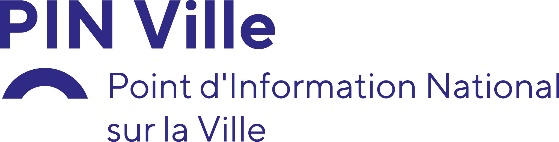 PIN Ville
Point d'Information National
sur la Ville